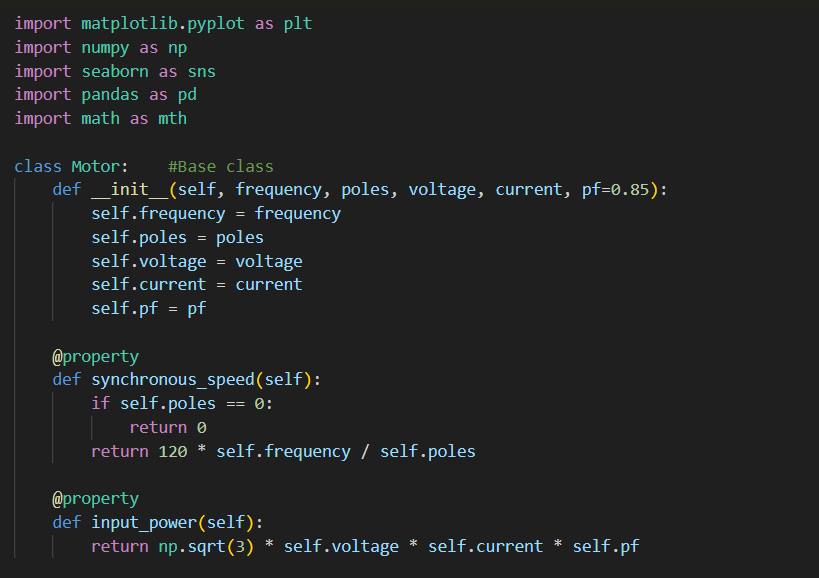 import matplotlib.pyplot as plt
import numpy as np
import seaborn as sns
import pandas as pd
import math as mth

class Motor:    #Base class
    def __init__(self, frequency, poles, voltage, current, pf=0.85):
        self.frequency = frequency
        self.poles = poles
        self.voltage = voltage
        self.current = current
        self.pf = pf

    @property
    def synchronous_speed(self):
        if self.poles == 0:
            return 0
        return 120 * self.frequency / self.poles

    @property
    def input_power(self):
        return np.sqrt(3) * self.voltage * self.current * self.pf